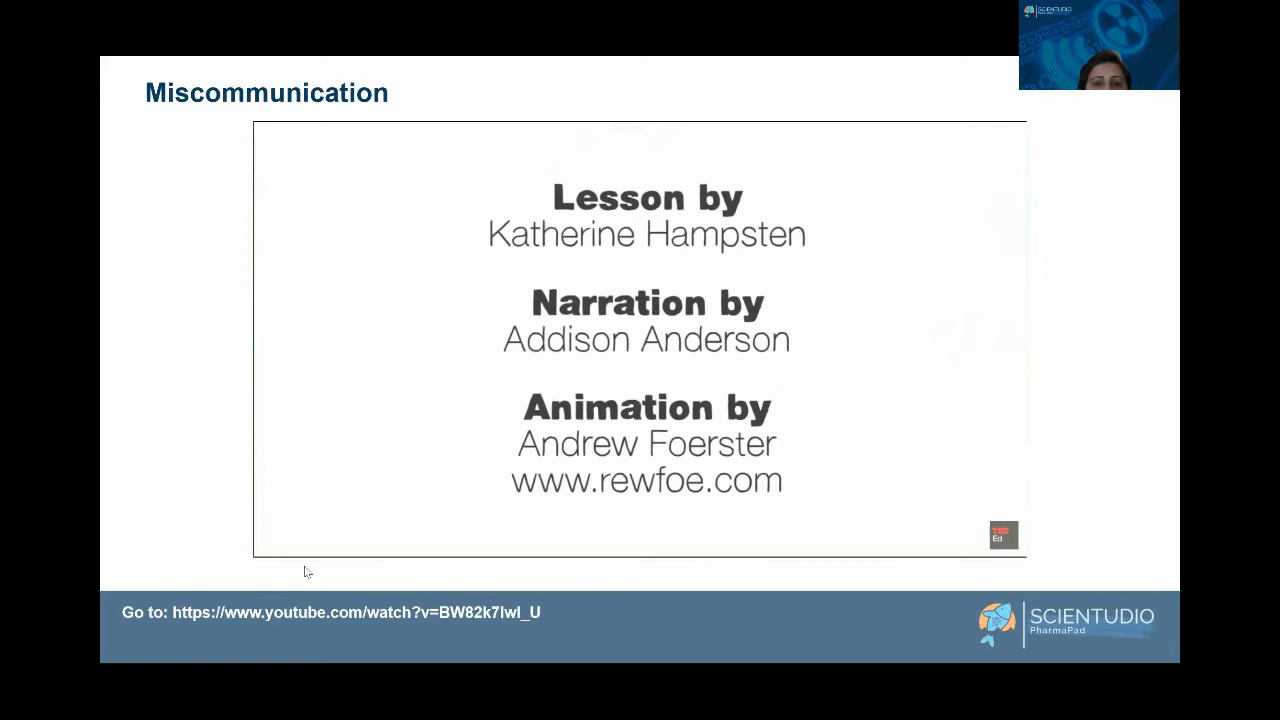 SCIENTUDIO
Miscommunication
Lesson by
Katherine Hampsten
Narration by
Addison Anderson
Animation by
Andrew Foerster
www.rewfoe.com
TED
Ed
Go to: https://www.youtube.com/watch?v=BW82k7lwI_U
SCIENTUDIO
PharmaPad